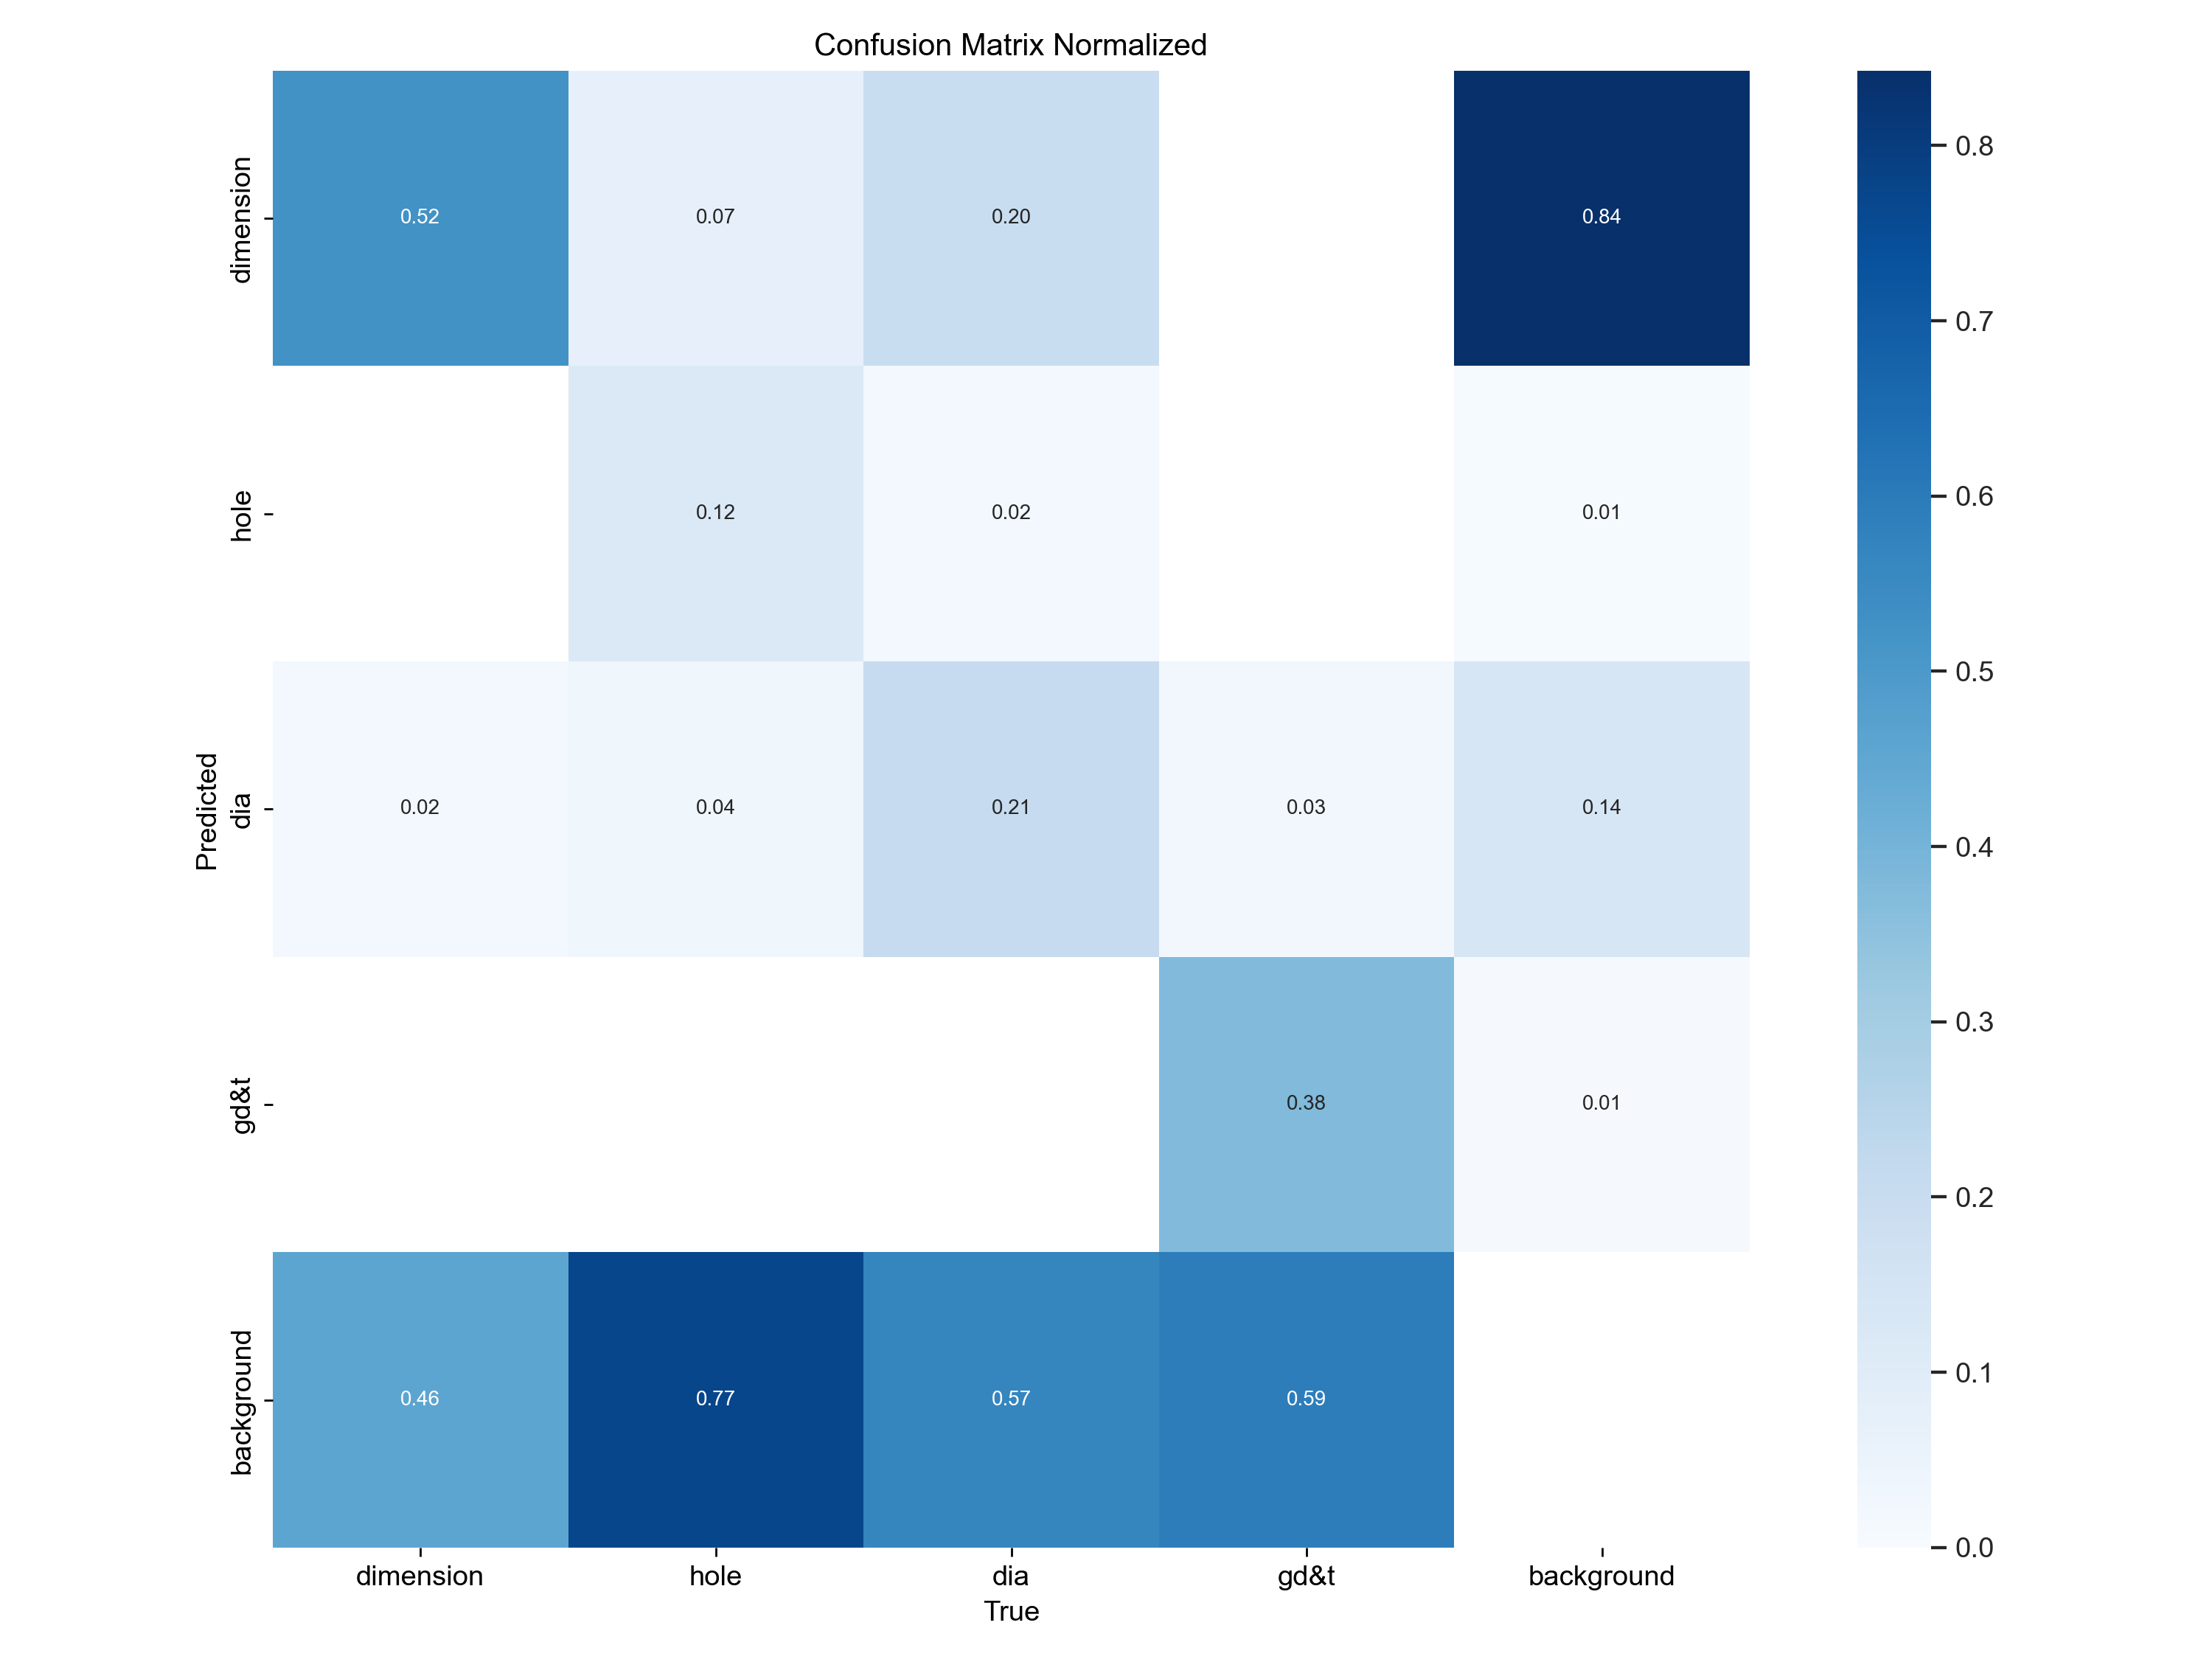 Confusion Matrix Normalized
dimension
0.52
0.07
0.20
0.84
hole
0.12
0.02
0.01
dia
0.02
0.04
0.21
0.03
0.14
gd&t
0.38
0.01
background
0.46
0.77
0.57
0.59
Predicted
dimension
hole
dia
gd&t
background
True
0.8
0.7
0.6
0.5
0.4
0.3
0.2
0.1
0.0